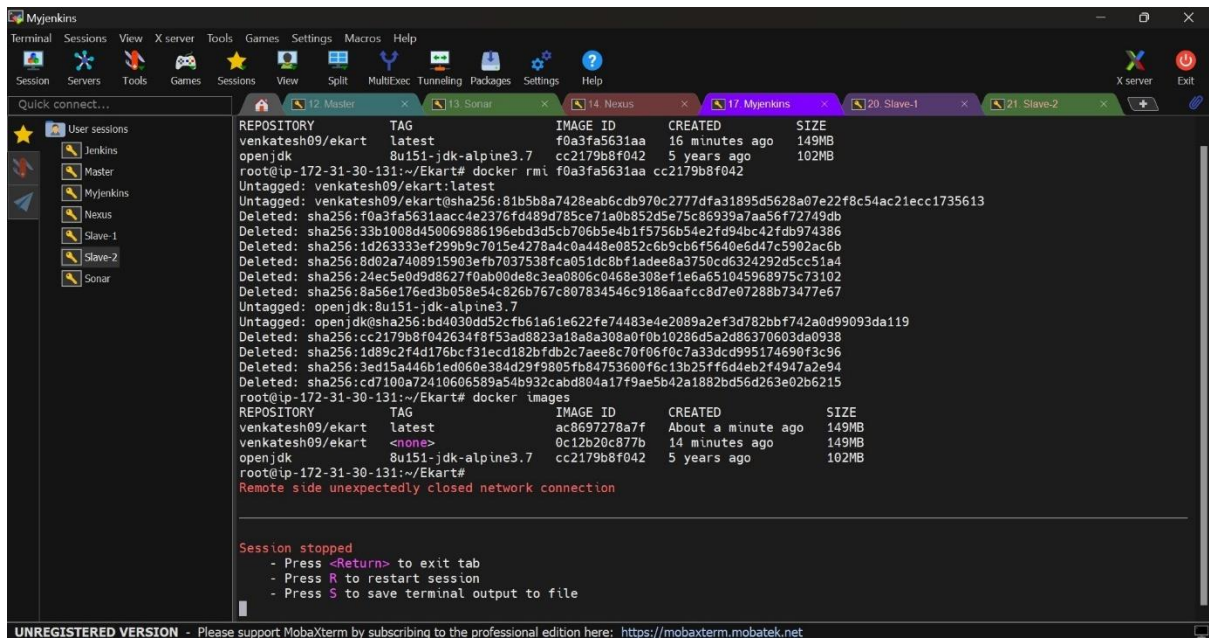 Myjenkins
Terminal Sessions View X server Tools Games Settings Macros Help
Session Servers Tools Games Sessions View Split MultiExec Tunneling Packages Settings Help X server Exit
Quick connect... 12. Master 13. Sonar 14. Nexus 17. Myjenkins 20. Slave-1 21. Slave-2
User sessions
Jenkins
Master
Myjenkins
Nexus
Slave-1
Slave-2
Sonar
REPOSITORY TAG IMAGE ID CREATED SIZE
venkatesh09/ekart latest f0a3fa5631aa 16 minutes ago 149MB
openjdk 8u151-jdk-alpine3.7 cc2179b8f042 5 years ago 102MB
root@ip-172-31-30-131:~/Ekart# docker rmi f0a3fa5631aa cc2179b8f042
Untagged: venkatesh09/ekart:latest
Untagged: venkatesh09/ekart@sha256:81b5b8a7428eab6cdb970c2777dfa31895d5628a07e22f8c54ac21ecc1735613
Deleted: sha256:f0a3fa5631aacc4e2376fd489d785ce71a0b852d5e75c86939a7aa56f72749db
Deleted: sha256:33b1008d450069886196ebd3d5cb706b5e4b1f5756b54e2fd94bc42fdb974386
Deleted: sha256:1d263333ef299b9c7015e4278a4c0a448e0852c6b9cb6f5640e6d47c5902ac6b
Deleted: sha256:8d02a7408915903efb7037538fca051dc8bf1adee8a3750cd6324292d5cc51a4
Deleted: sha256:24ec5e0d9d8627f0ab00de8c3ea0806c0468e308ef1e6a651045968975c73102
Deleted: sha256:8a56e176ed3b058e54c826b767c807834546c9186aafcc8d7e07288b73477e67
Untagged: openjdk:8u151-jdk-alpine3.7
Untagged: openjdk@sha256:bd4030dd52cfb61a61e622fe74483e4e2089a2ef3d782bbf742a0d99093da119
Deleted: sha256:cc2179b8f042634f8f53ad8823a18a8a308a0f0b10286d5a2d86370603da0938
Deleted: sha256:1d89c2f4d176bcf31ecd182bfdb2c7aee8c70f06f0c7a33dcd995174690f3c96
Deleted: sha256:3ed15a446b1ed060e384d29f9805fb84753600f6c13b25ff6d4eb2f4947a2e94
Deleted: sha256:cd7100a72410606589a54b932cabd804a17f9ae5b42a1882bd56d263e02b6215
root@ip-172-31-30-131:~/Ekart# docker images
REPOSITORY TAG IMAGE ID CREATED SIZE
venkatesh09/ekart latest ac8697278a7f About a minute ago 149MB
venkatesh09/ekart <none> 0c12b20c877b 14 minutes ago 149MB
openjdk 8u151-jdk-alpine3.7 cc2179b8f042 5 years ago 102MB
root@ip-172-31-30-131:~/Ekart#
Remote side unexpectedly closed network connection
Session stopped
- Press <Return> to exit tab
- Press R to restart session
- Press S to save terminal output to file
UNREGISTERED VERSION - Please support MobaXterm by subscribing to the professional edition here: https://mobaxterm.mobatek.net